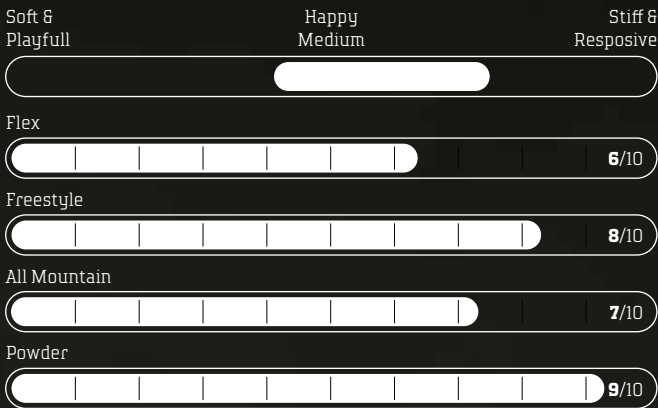 Soft &
Playfull
Happy
Medium
Stiff &
Resposive
Flex
6/10
Freestyle
8/10
All Mountain
7/10
Powder
9/10